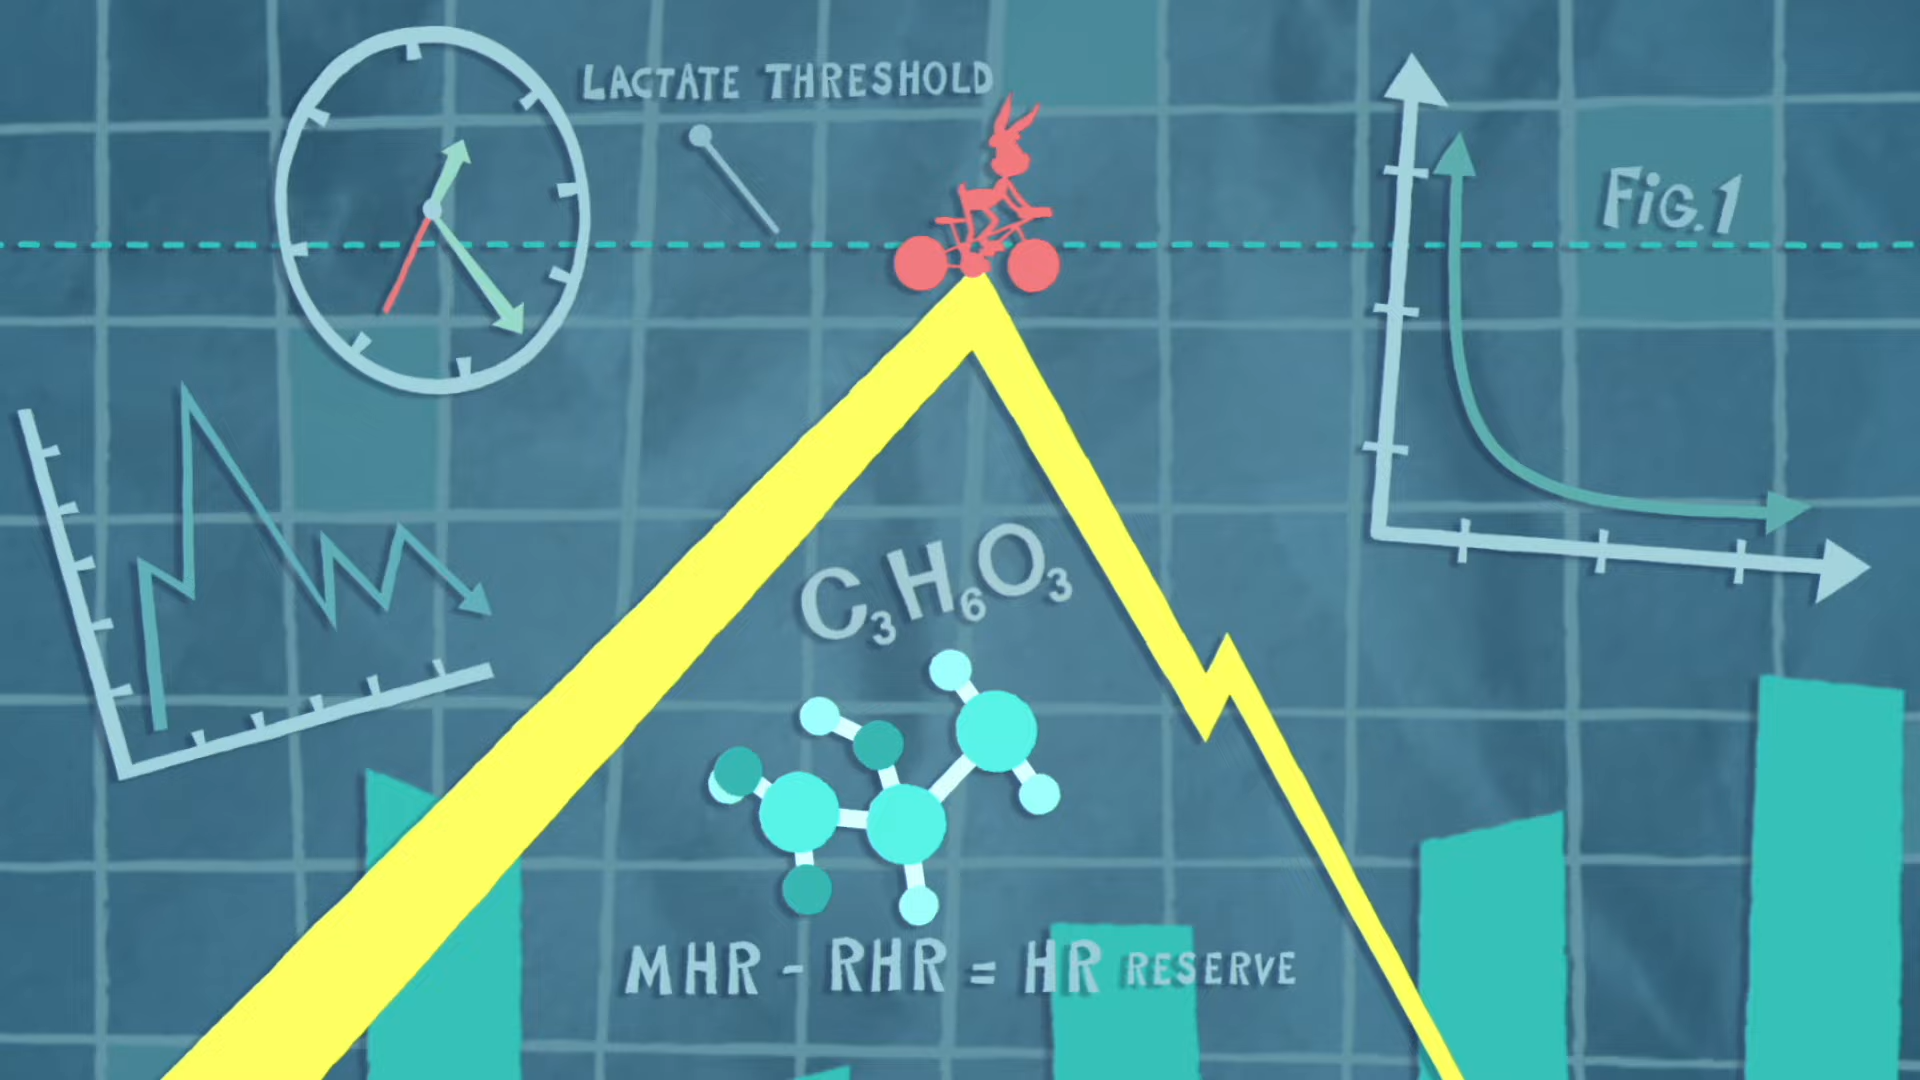 LACTATE THRESHOLD
FIG.1
C₃H₆O₃
MHR - RHR = HR RESERVE